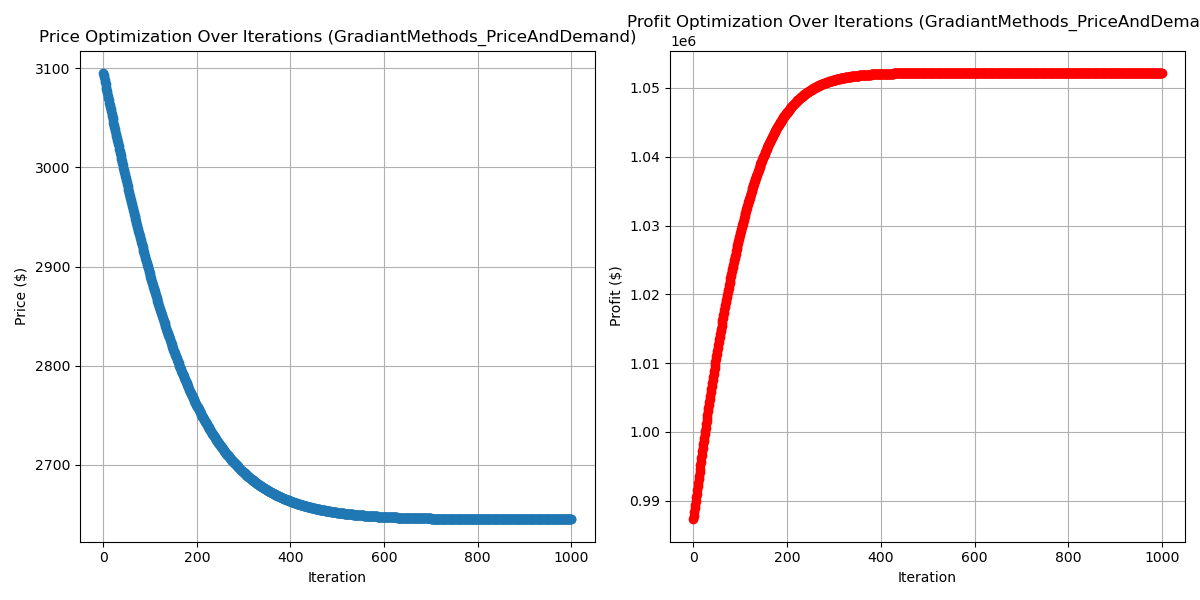 Price Optimization Over Iterations (GradiantMethods_PriceAndDemand)
3100
3000
2900
2800
2700
Price ($)
0 200 400 600 800 1000
Iteration
Profit Optimization Over Iterations (GradiantMethods_PriceAndDema
1e6
1.05
1.04
1.03
1.02
1.01
1.00
0.99
Profit ($)
0 200 400 600 800 1000
Iteration